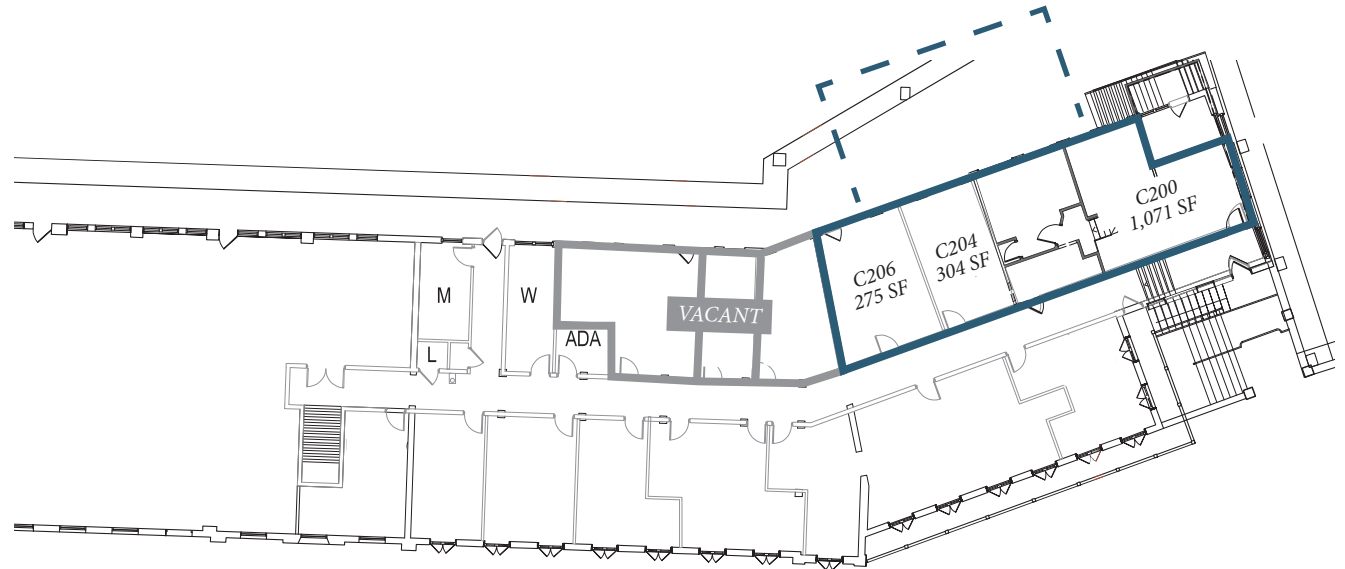 C200
1,071 SF
C204
304 SF
C206
275 SF
M
W
VACANT
ADA
L